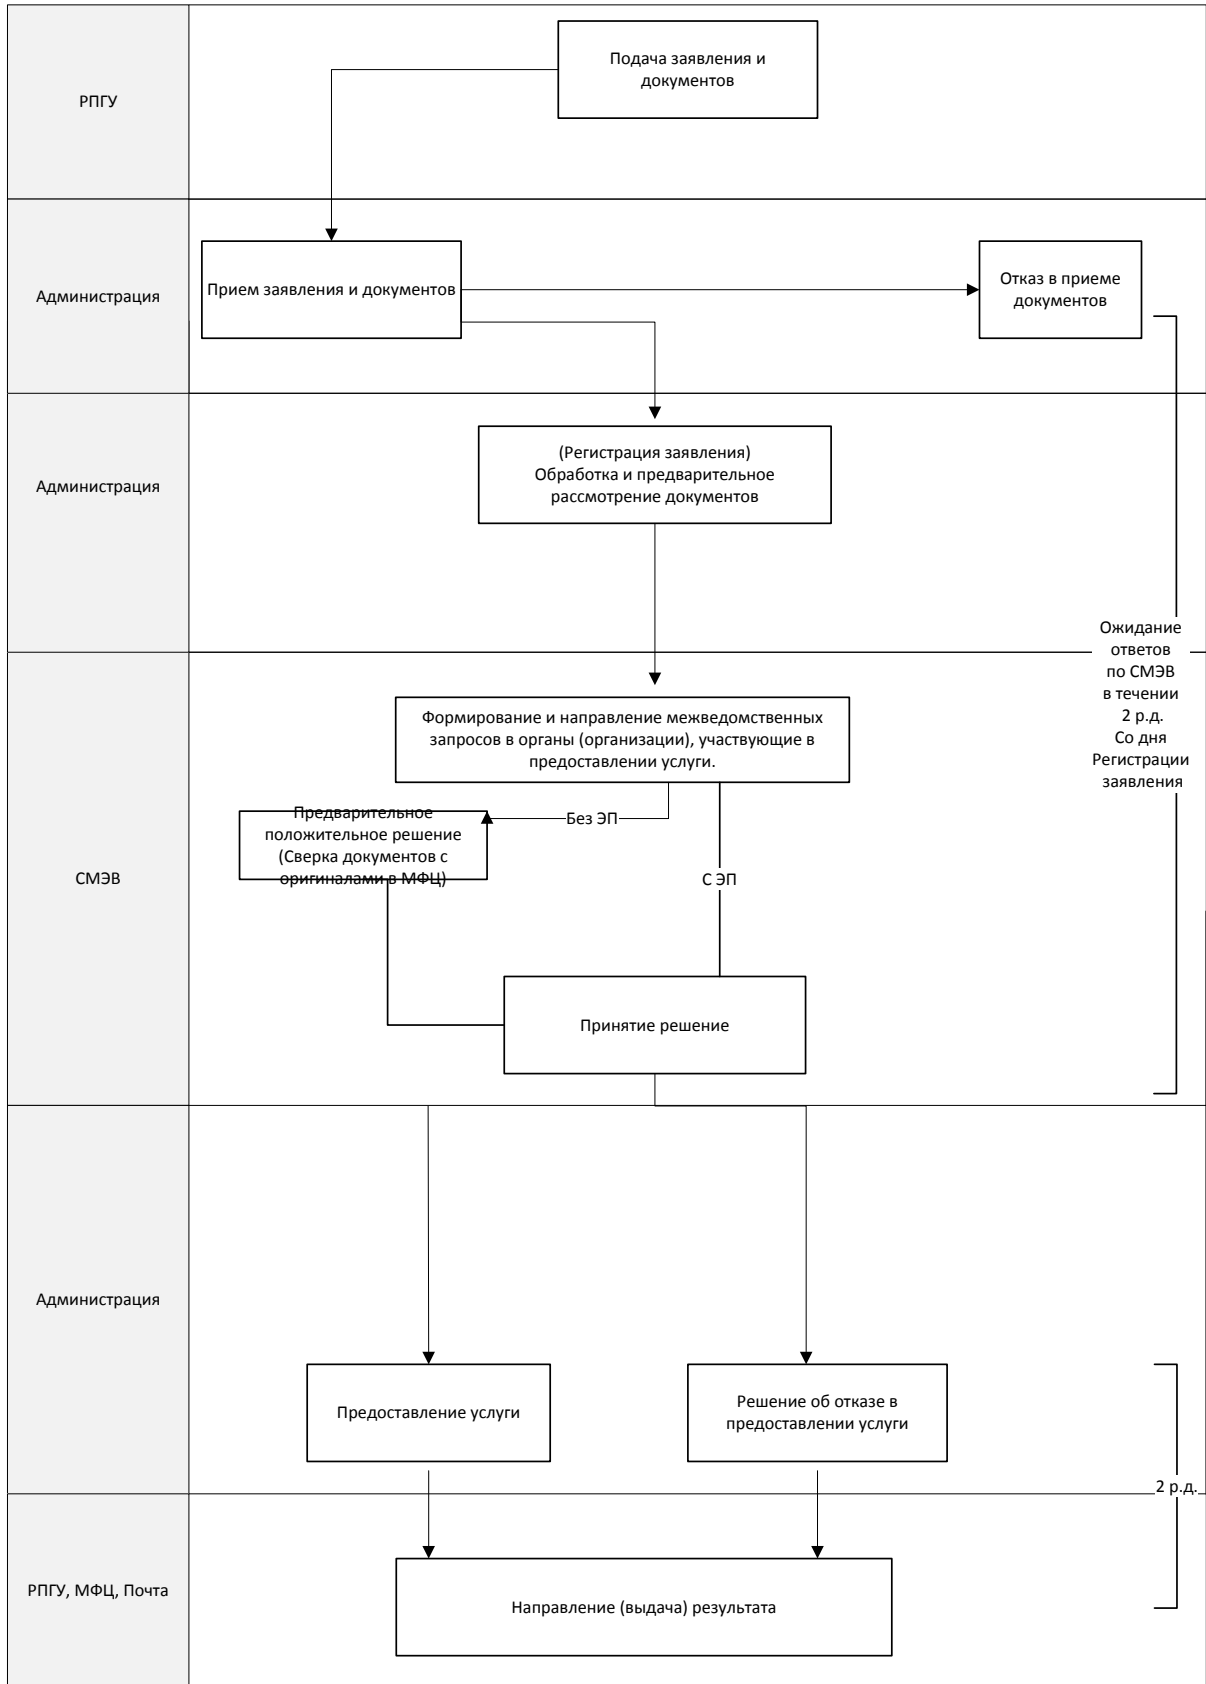 РПГУ
Подача заявления и
документов
Администрация
Прием заявления и документов
Отказ в приеме
документов
Администрация
(Регистрация заявления)
Обработка и предварительное
рассмотрение документов
Ожидание
ответов
по СМЭВ
в течении
2 р.д.
Со дня
Регистрации
заявления
СМЭВ
Формирование и направление межведомственных
запросов в органы (организации), участвующие в
предоставлении услуги.
Без ЭП
Предварительное
положительное решение
(Сверка документов с
оригиналами в МФЦ)
С ЭП
Принятие решение
Администрация
Предоставление услуги
Решение об отказе в
предоставлении услуги
2 р.д.
РПГУ, МФЦ, Почта
Направление (выдача) результата